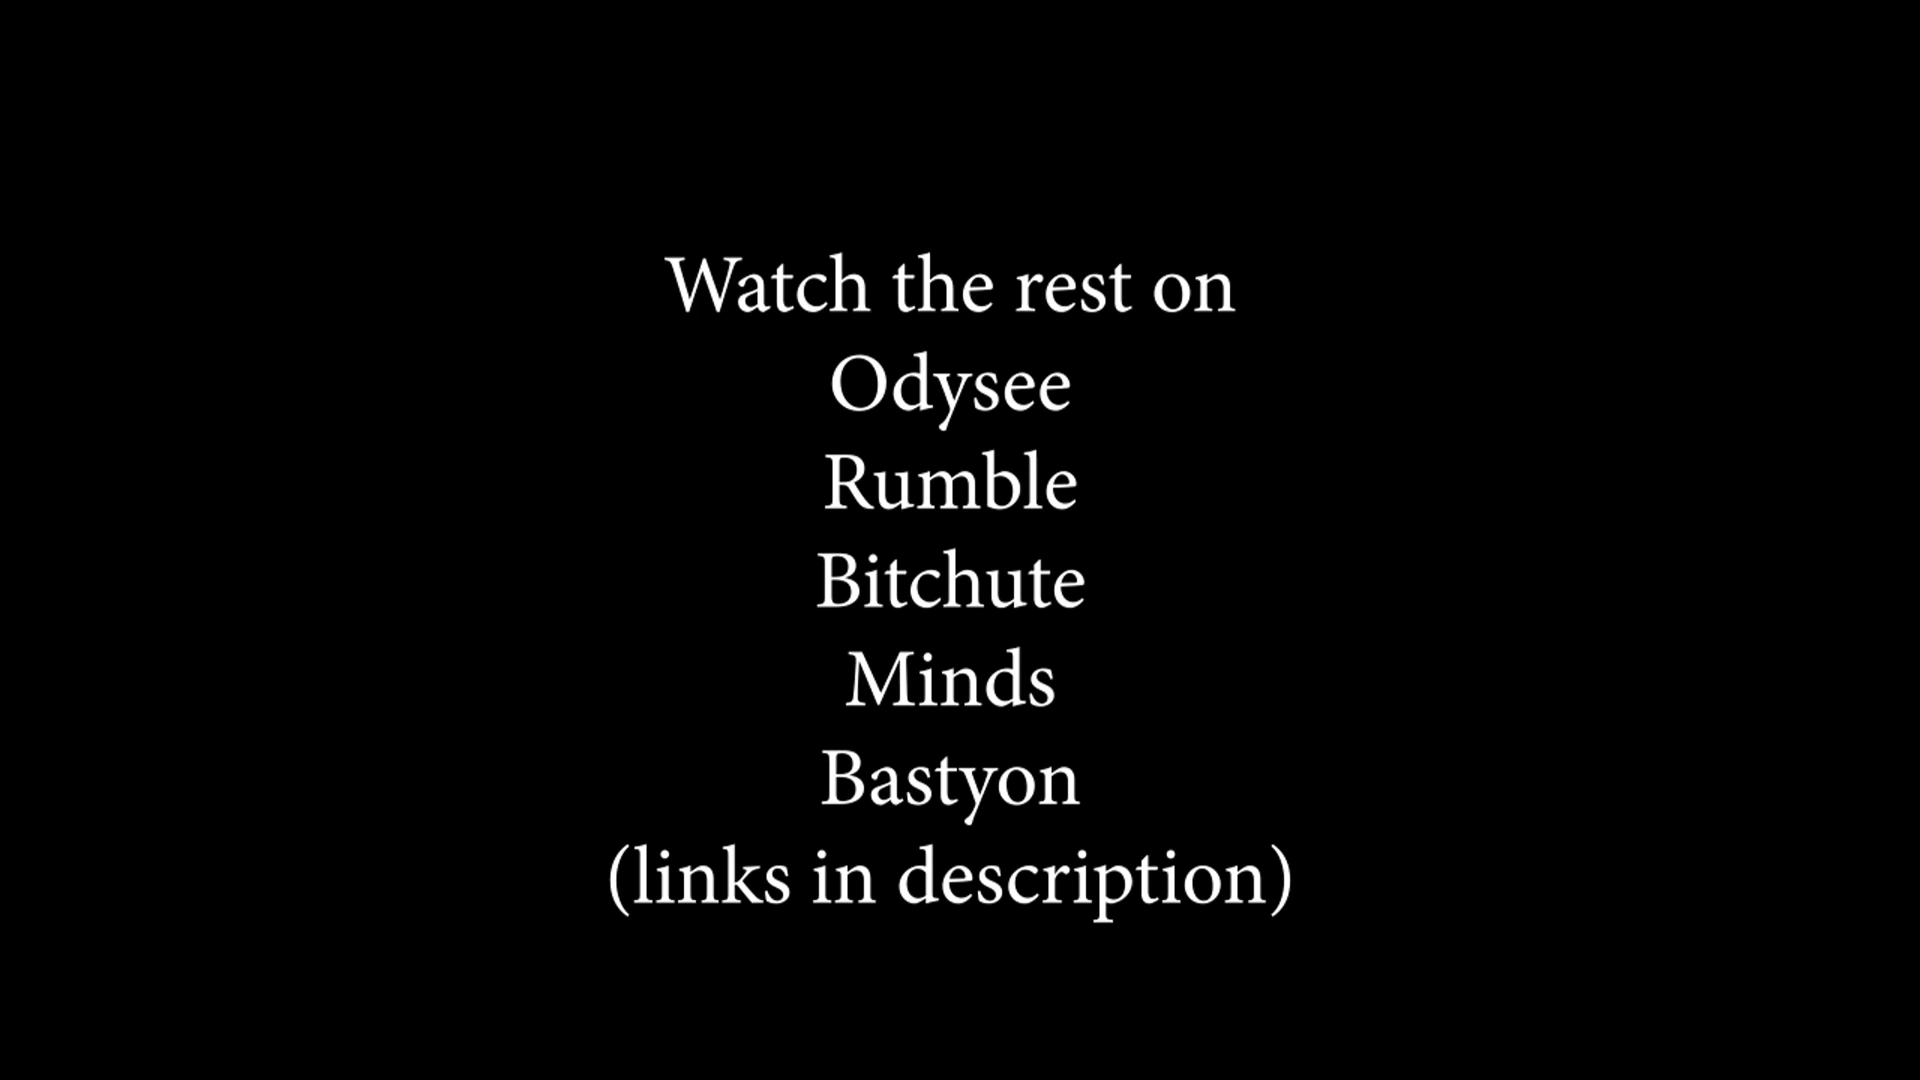 Watch the rest on
Odysee
Rumble
Bitchute
Minds
Bastyon
(links in description)